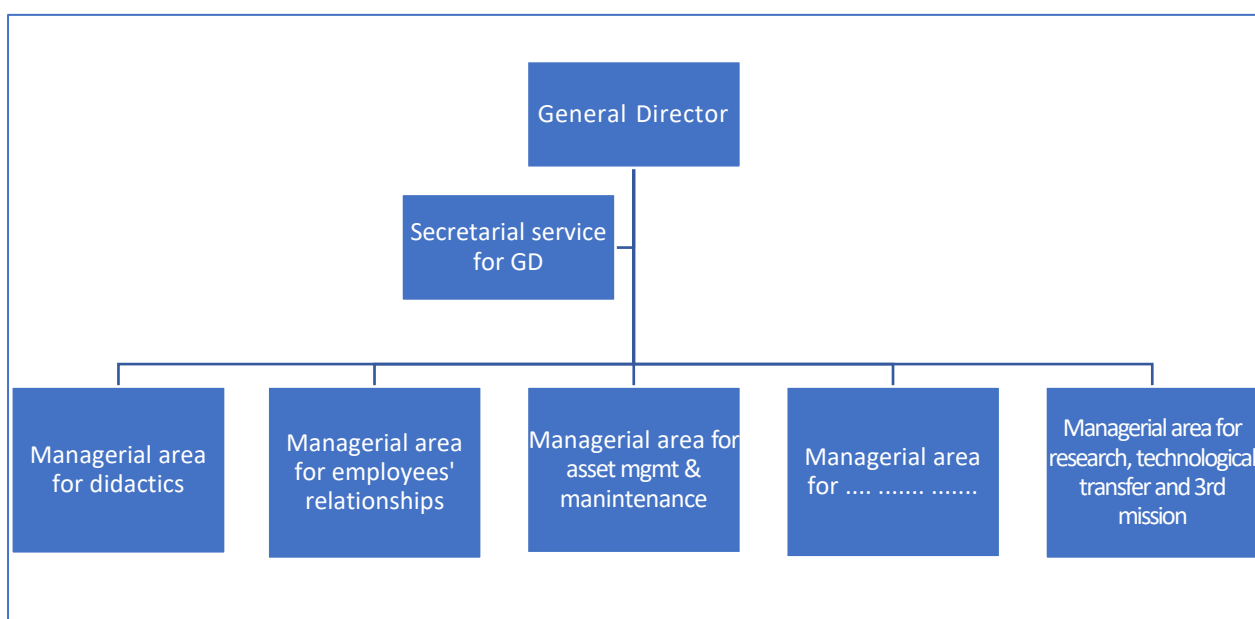 General Director
Secretarial service
for GD
Managerial area
for didactics
Managerial area
for employees'
relationships
Managerial area for
asset mgmt &
manintenance
Managerial area
for .... ....... .......
Managerial area for
research, technological
transfer and 3rd
mission